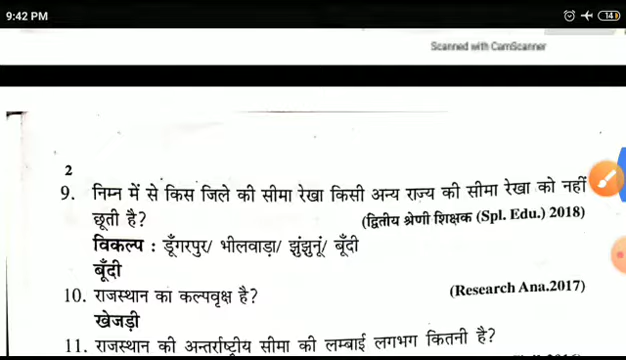 9:42 PM
14
Scanned with CamScanner
2
9. निम्न में से किस जिले की सीमा रेखा किसी अन्य राज्य की सीमा रेखा को नहीं
छूती है? (द्वितीय श्रेणी शिक्षक (Spl. Edu.) 2018)
विकल्प : डूँगरपुर/ भीलवाड़ा/ झुंझुनूं/ बूँदी
बूँदी
10. राजस्थान का कल्पवृक्ष है? (Research Ana.2017)
खेजड़ी
11. राजस्थान की अन्तर्राष्ट्रीय सीमा की लम्बाई लगभग कितनी है?